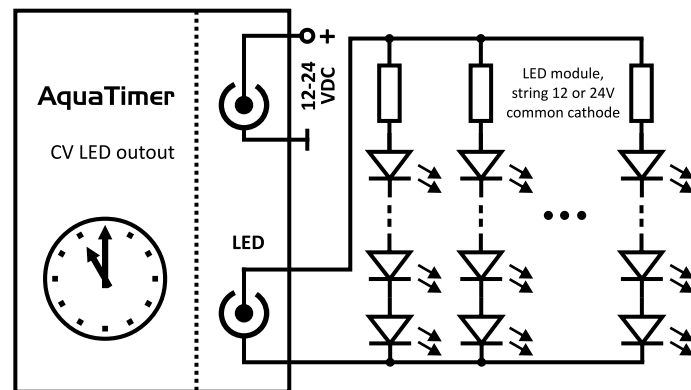 AquaTimer
CV LED outout
12-24
VDC
+
LED
LED module,
string 12 or 24V
common cathode